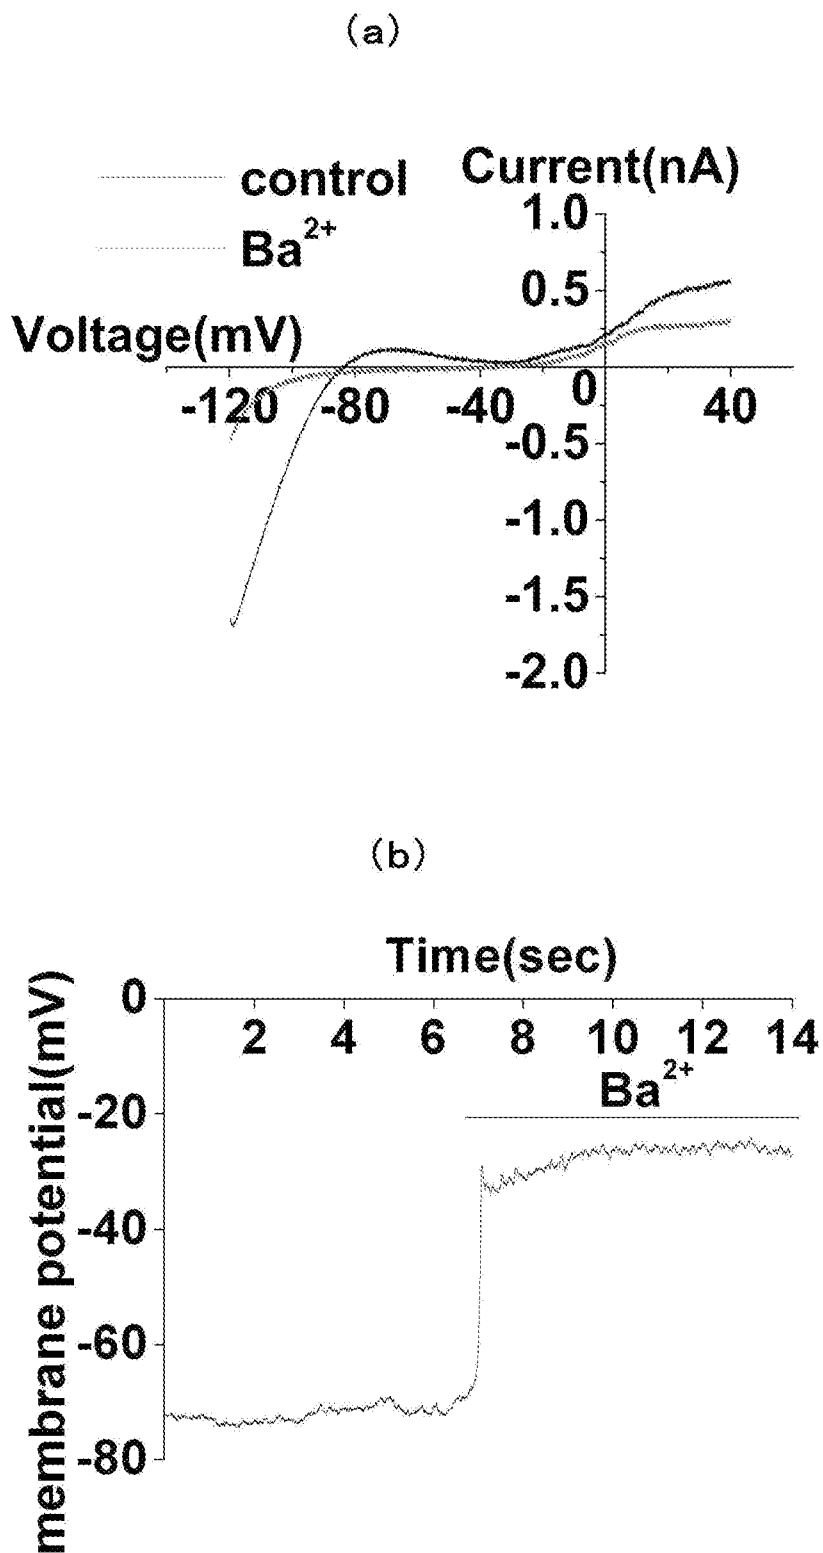 (a)
control
Ba²⁺
Current(nA)
1.0
0.5
Voltage(mV)
-120 -80 -40 0 40
-0.5
-1.0
-1.5
-2.0
(b)
Time(sec)
0
2 4 6 8 10 12 14
Ba²⁺
-20
-40
-60
-80
membrane potential(mV)